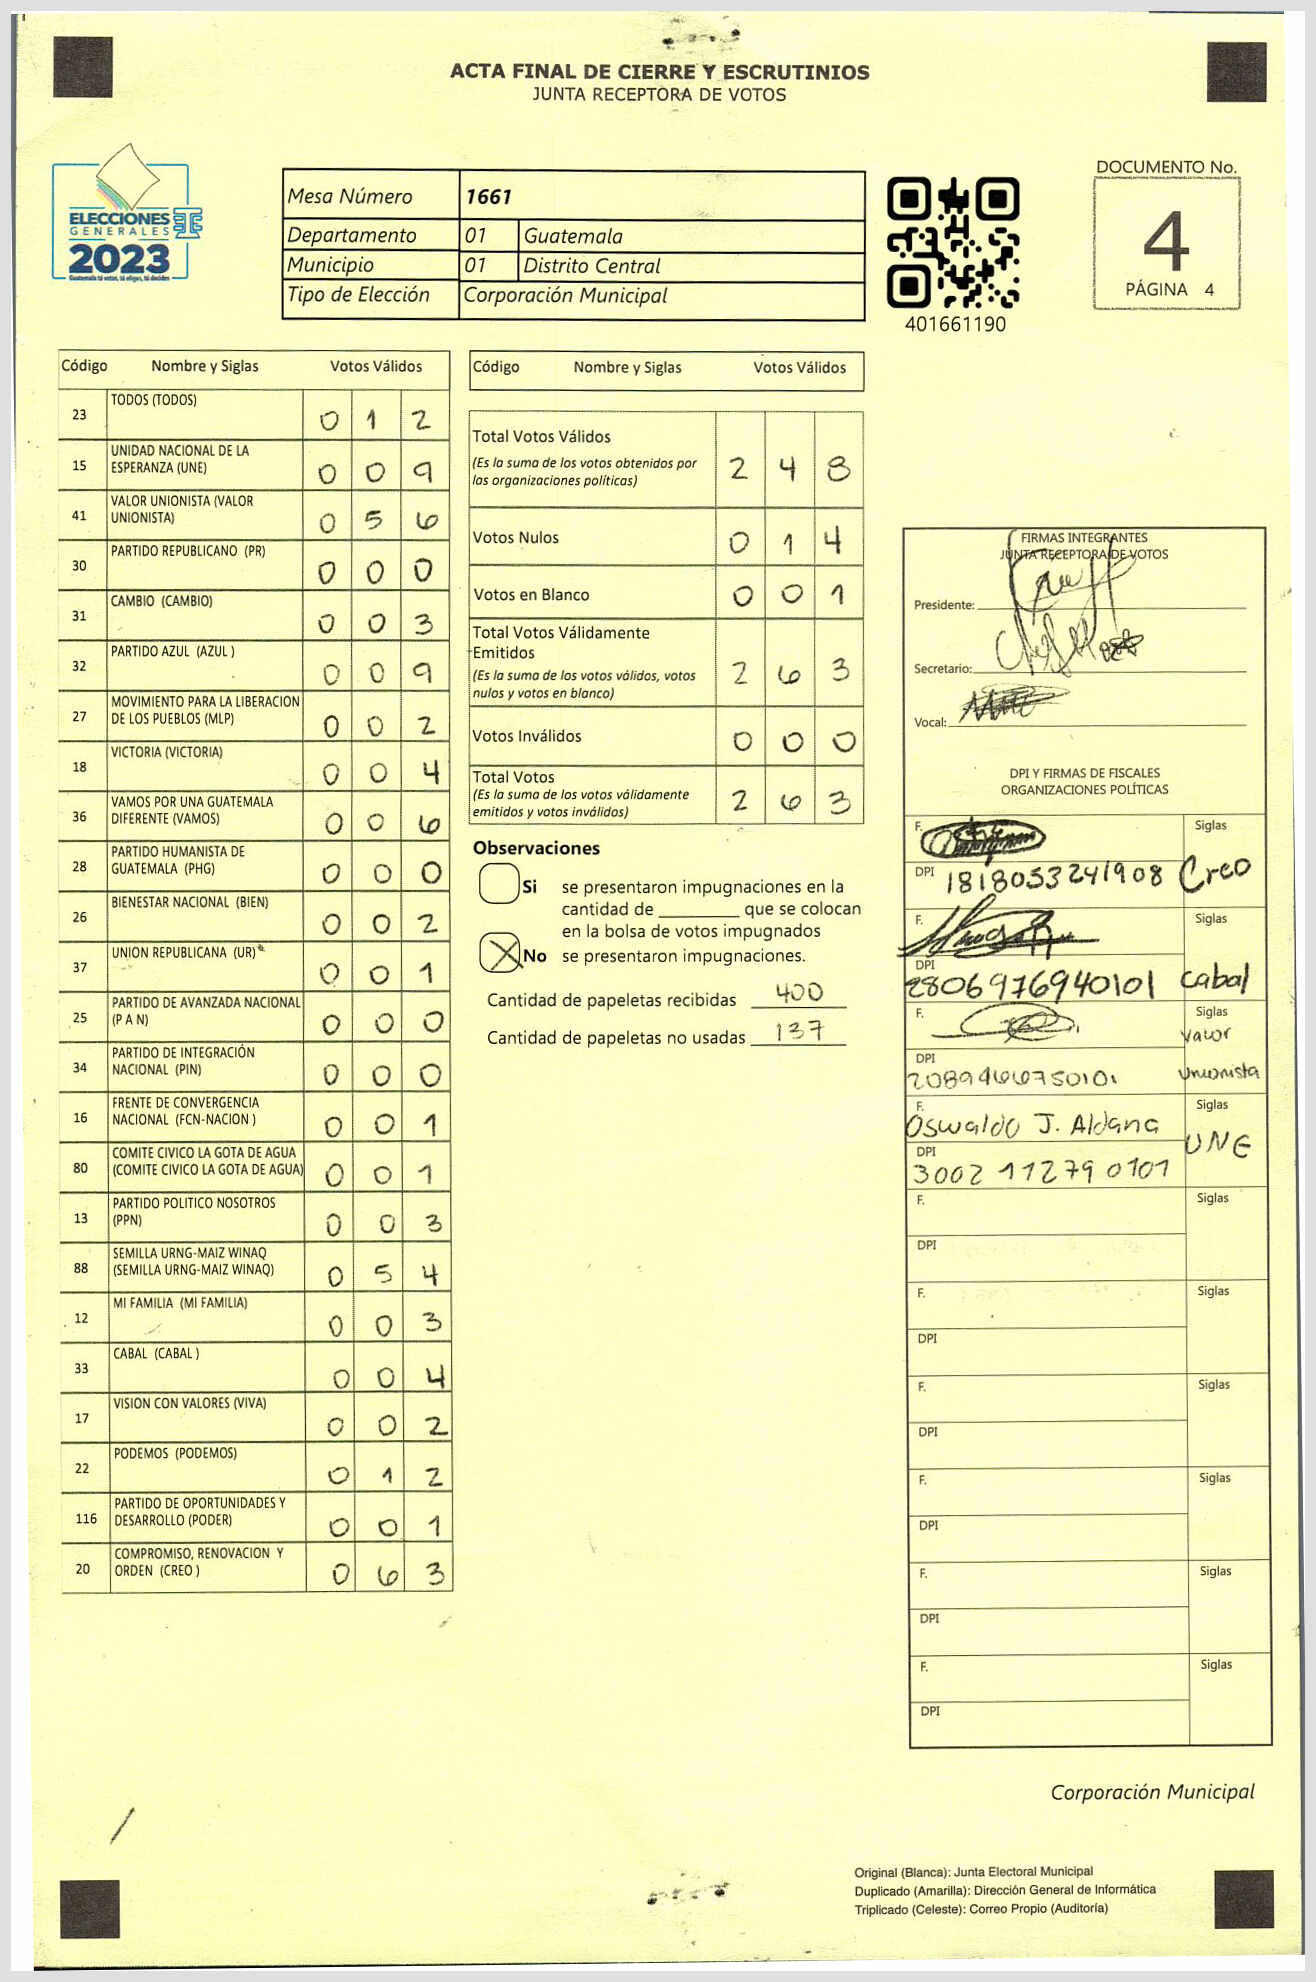 ACTA FINAL DE CIERRE Y ESCRUTINIOS
JUNTA RECEPTORA DE VOTOS
ELECCIONES
GENERALES
2023
Guatemala tú votas, tú eliges, tú decides
Mesa Número 1661
Departamento 01 Guatemala
Municipio 01 Distrito Central
Tipo de Elección Corporación Municipal
401661190
DOCUMENTO No.
4
PÁGINA 4
Código Nombre y Siglas Votos Válidos
23 TODOS (TODOS) 0 1 2
15 UNIDAD NACIONAL DE LA
ESPERANZA (UNE) 0 0 9
41 VALOR UNIONISTA (VALOR
UNIONISTA) 0 5 6
30 PARTIDO REPUBLICANO (PR) 0 0 0
31 CAMBIO (CAMBIO) 0 0 3
32 PARTIDO AZUL (AZUL ) 0 0 9
27 MOVIMIENTO PARA LA LIBERACION
DE LOS PUEBLOS (MLP) 0 0 2
18 VICTORIA (VICTORIA) 0 0 4
36 VAMOS POR UNA GUATEMALA
DIFERENTE (VAMOS) 0 0 6
28 PARTIDO HUMANISTA DE
GUATEMALA (PHG) 0 0 0
26 BIENESTAR NACIONAL (BIEN) 0 0 2
37 UNION REPUBLICANA (UR) 0 0 1
25 PARTIDO DE AVANZADA NACIONAL
(P A N) 0 0 0
34 PARTIDO DE INTEGRACIÓN
NACIONAL (PIN) 0 0 0
16 FRENTE DE CONVERGENCIA
NACIONAL (FCN-NACION ) 0 0 1
80 COMITE CIVICO LA GOTA DE AGUA
(COMITE CIVICO LA GOTA DE AGUA) 0 0 1
13 PARTIDO POLITICO NOSOTROS
(PPN) 0 0 3
88 SEMILLA URNG-MAIZ WINAQ
(SEMILLA URNG-MAIZ WINAQ) 0 5 4
12 MI FAMILIA (MI FAMILIA) 0 0 3
33 CABAL (CABAL ) 0 0 4
17 VISION CON VALORES (VIVA) 0 0 2
22 PODEMOS (PODEMOS) 0 1 2
116 PARTIDO DE OPORTUNIDADES Y
DESARROLLO (PODER) 0 0 1
20 COMPROMISO, RENOVACION Y
ORDEN (CREO ) 0 6 3
Código Nombre y Siglas Votos Válidos
Total Votos Válidos
(Es la suma de los votos obtenidos por
las organizaciones políticas) 2 4 8
Votos Nulos 0 1 4
Votos en Blanco 0 0 1
Total Votos Válidamente
Emitidos
(Es la suma de los votos válidos, votos
nulos y votos en blanco) 2 6 3
Votos Inválidos 0 0 0
Total Votos
(Es la suma de los votos válidamente
emitidos y votos inválidos) 2 6 3
Observaciones
Si se presentaron impugnaciones en la
cantidad de ________ que se colocan
en la bolsa de votos impugnados
No se presentaron impugnaciones.
Cantidad de papeletas recibidas 400
Cantidad de papeletas no usadas 137
FIRMAS INTEGRANTES
JUNTA RECEPTORA DE VOTOS
Presidente:
Secretario:
Vocal:
DPI Y FIRMAS DE FISCALES
ORGANIZACIONES POLÍTICAS
F. Siglas
DPI 1818053241908 Creo
F. Siglas
DPI
2806976940101 Cabal
F. Siglas
Valor
DPI
2089466750101 Unionista
F. Siglas
Oswaldo J. Aldana UNE
DPI
3002 11279 0101
F. Siglas
DPI
F. Siglas
DPI
F. Siglas
DPI
F. Siglas
DPI
F. Siglas
DPI
F. Siglas
DPI
Corporación Municipal
Original (Blanca): Junta Electoral Municipal
Duplicado (Amarilla): Dirección General de Informática
Triplicado (Celeste): Correo Propio (Auditoría)